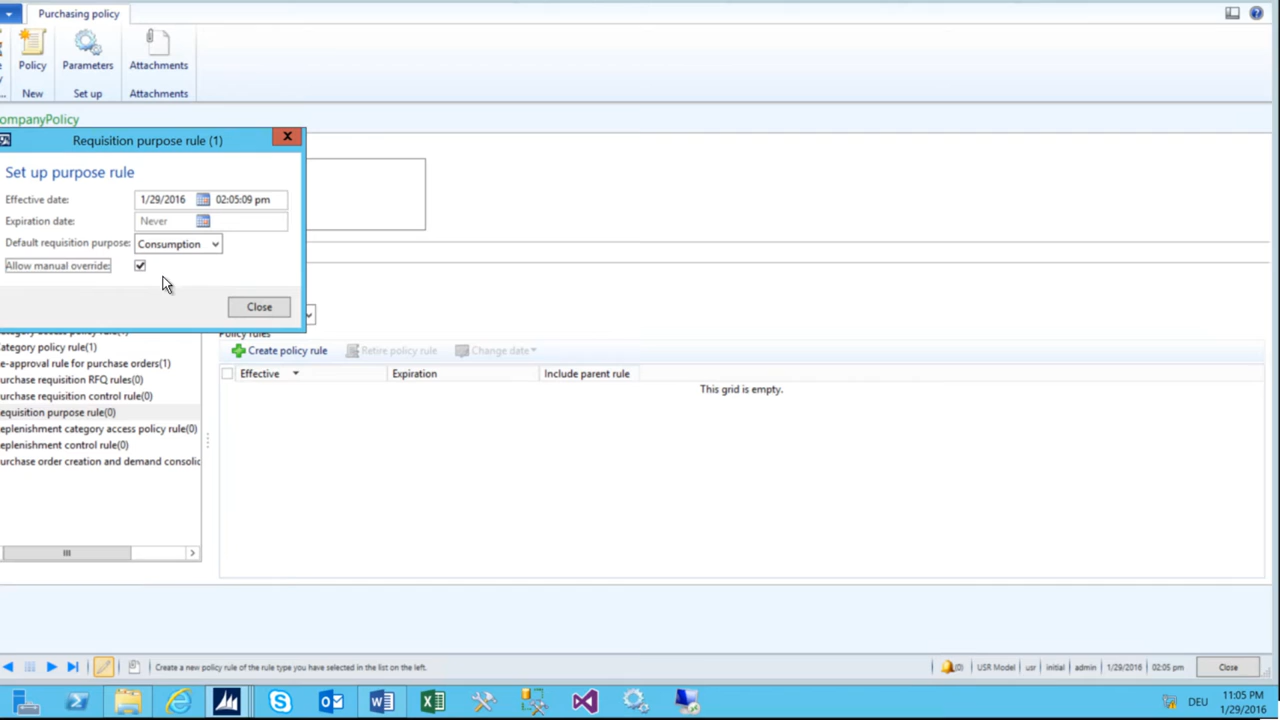 Purchasing policy
Policy
Parameters
Attachments
New
Set up
Attachments
ompanyPolicy
Requisition purpose rule (1)
Set up purpose rule
Effective date: 1/29/2016 02:05:09 pm
Expiration date: Never
Default requisition purpose: Consumption
Allow manual override:
Close
Policy rules
ategory policy rule(1)
e-approval rule for purchase orders(1)
urchase requisition RFQ rules(0)
urchase requisition control rule(0)
equisition purpose rule(0)
eplenishment category access policy rule(0)
eplenishment control rule(0)
urchase order creation and demand consolic
Create policy rule Retire policy rule Change date
Effective Expiration Include parent rule
This grid is empty.
Create a new policy rule of the rule type you have selected in the list on the left.
(0) USR Model usr initial admin 1/29/2016 02:05 pm Close
DEU
11:05 PM
1/29/2016